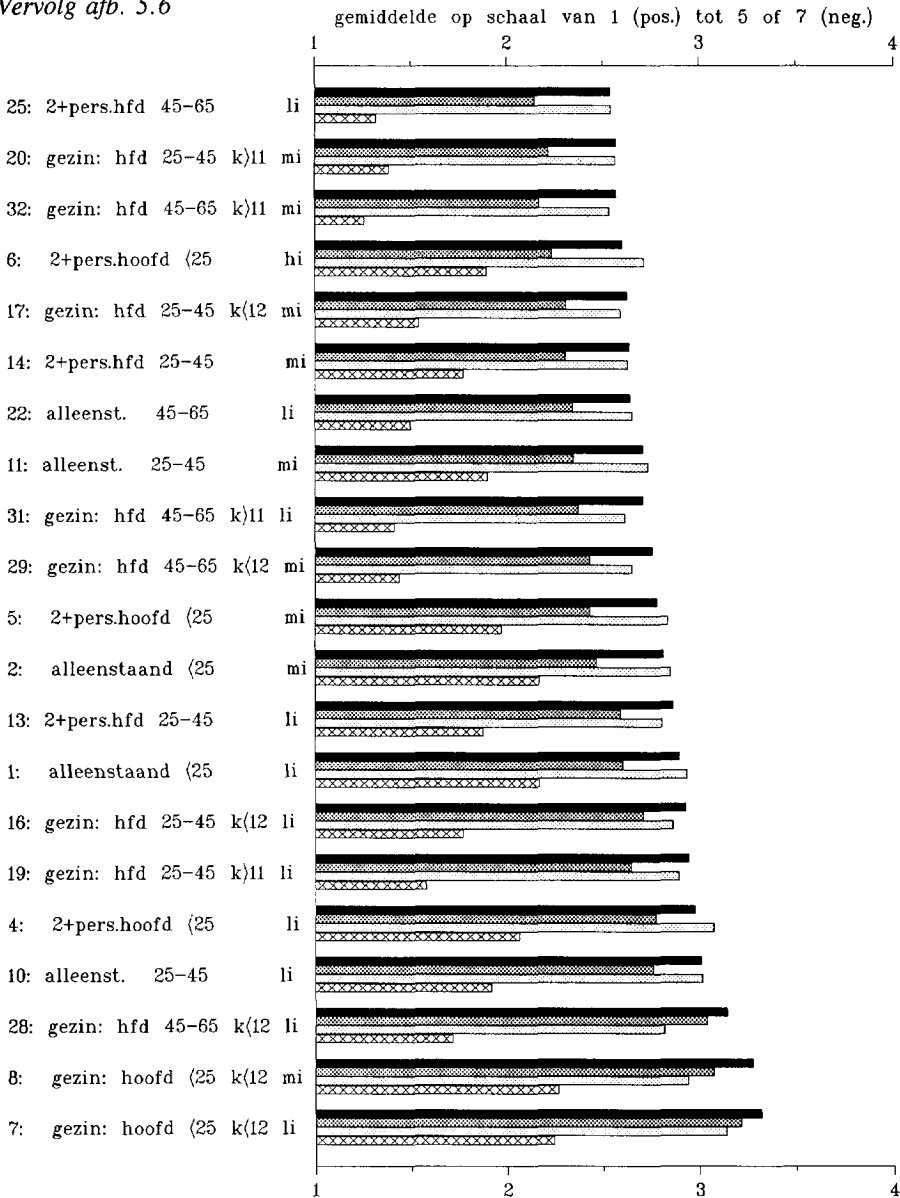 Vervolg afb. 5.6
gemiddelde op schaal van 1 (pos.) tot 5 of 7 (neg.)
1 2 3 4
25: 2+pers.hfd 45-65 li
20: gezin: hfd 25-45 k⟩11 mi
32: gezin: hfd 45-65 k⟩11 mi
6: 2+pers.hoofd ⟨25 hi
17: gezin: hfd 25-45 k⟨12 mi
14: 2+pers.hfd 25-45 mi
22: alleenst. 45-65 li
11: alleenst. 25-45 mi
31: gezin: hfd 45-65 k⟩11 li
29: gezin: hfd 45-65 k⟨12 mi
5: 2+pers.hoofd ⟨25 mi
2: alleenstaand ⟨25 mi
13: 2+pers.hfd 25-45 li
1: alleenstaand ⟨25 li
16: gezin: hfd 25-45 k⟨12 li
19: gezin: hfd 25-45 k⟩11 li
4: 2+pers.hoofd ⟨25 li
10: alleenst. 25-45 li
28: gezin: hfd 45-65 k⟨12 li
8: gezin: hoofd ⟨25 k⟨12 mi
7: gezin: hoofd ⟨25 k⟨12 li
1 2 3 4